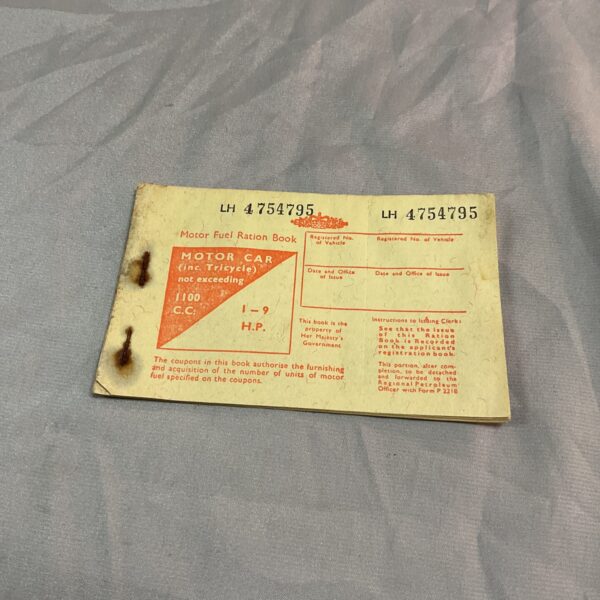 LH 4754795
LH 4754795
Motor Fuel Ration Book
MOTOR CAR
(inc. Tricycle)
not exceeding
1100
C.C.
1 – 9
H.P.
Registered No.
of Vehicle
Registered No. of Vehicle
Date and Office
of Issue
Date and Office
of Issue
This book is the
property of
Her Majesty's
Government
Instructions to Issuing Clerk:
See that the issue
of this Ration
Book is Recorded
on the applicant's
registration book.
This portion, after com-
pletion, to be detached
and forwarded to the
Regional Petroleum
Officer with Form P 2218
The coupons in this book authorise the furnishing
and acquisition of the number of units of motor
fuel specified on the coupons.